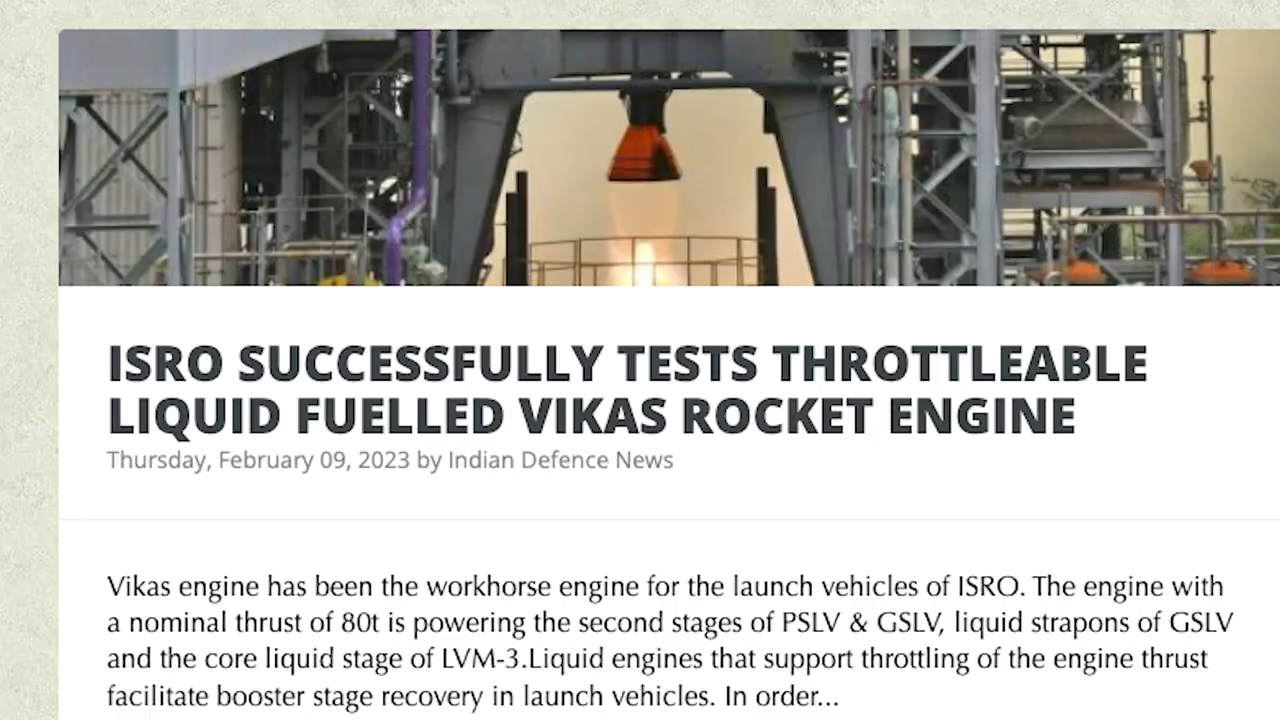 ISRO SUCCESSFULLY TESTS THROTTLEABLE
LIQUID FUELLED VIKAS ROCKET ENGINE
Thursday, February 09, 2023 by Indian Defence News
Vikas engine has been the workhorse engine for the launch vehicles of ISRO. The engine with
a nominal thrust of 80t is powering the second stages of PSLV & GSLV, liquid strapons of GSLV
and the core liquid stage of LVM-3.Liquid engines that support throttling of the engine thrust
facilitate booster stage recovery in launch vehicles. In order...